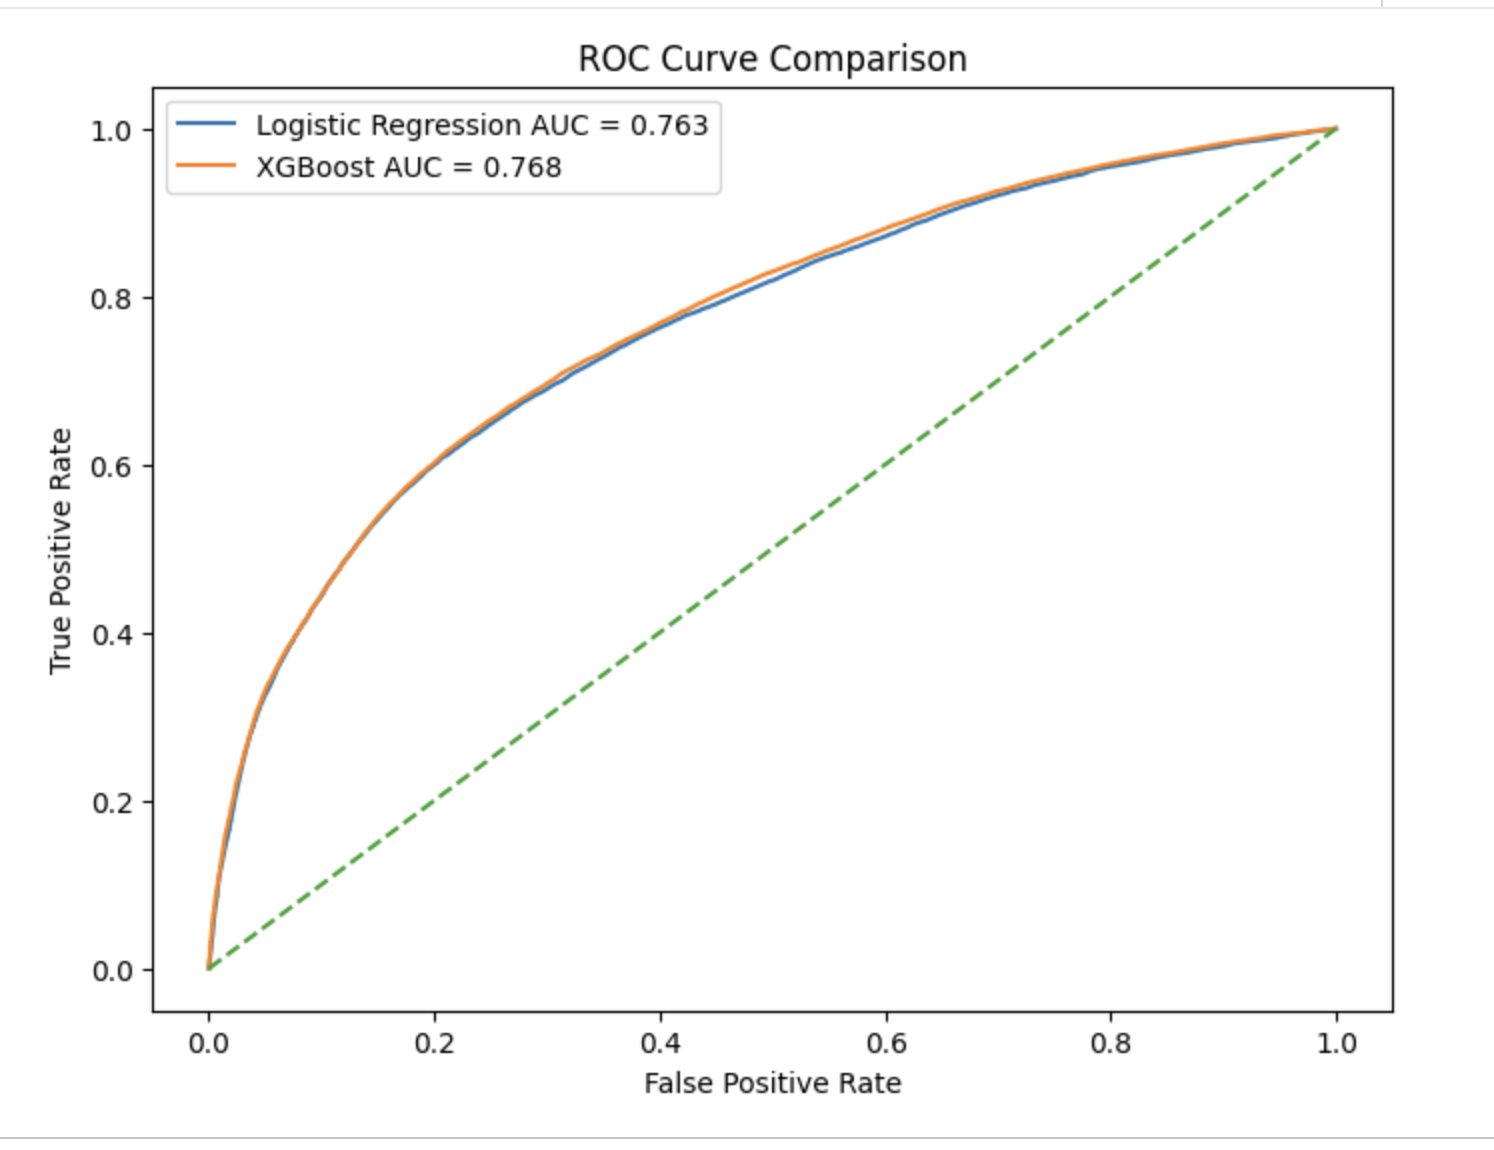 ROC Curve Comparison
Logistic Regression AUC = 0.763
XGBoost AUC = 0.768
1.0
0.8
0.6
0.4
0.2
0.0
True Positive Rate
0.0 0.2 0.4 0.6 0.8 1.0
False Positive Rate